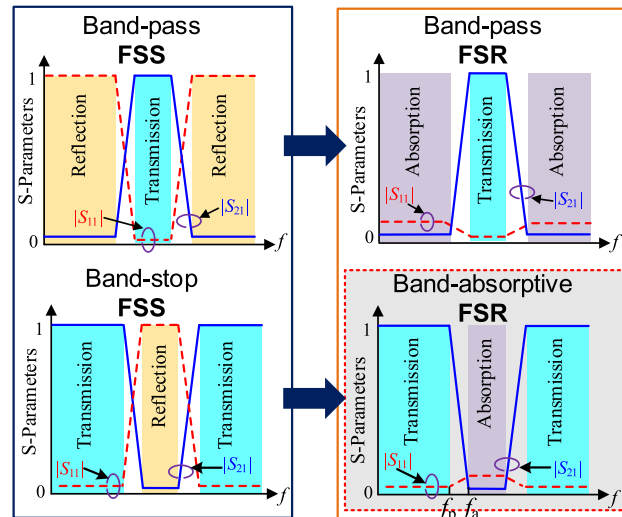 Band-pass
FSS
S-Parameters
1
0
Reflection
Transmission
Reflection
|S11|
|S21|
f
Band-pass
FSR
S-Parameters
1
0
Absorption
Transmission
Absorption
|S11|
|S21|
f
Band-stop
FSS
S-Parameters
1
0
Transmission
Reflection
Transmission
|S11|
|S21|
f
Band-absorptive
FSR
S-Parameters
1
0
Transmission
Absorption
Transmission
|S11|
|S21|
fp fa
f